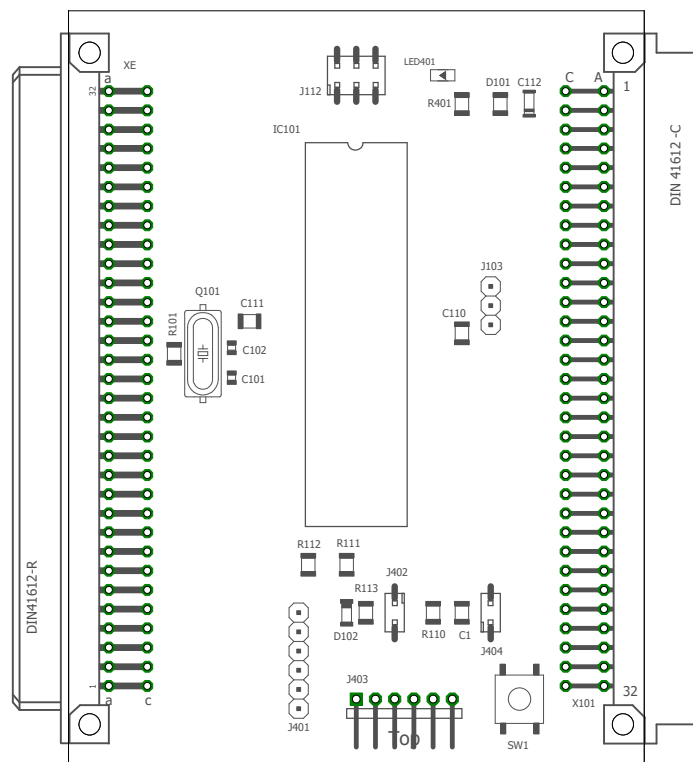 XE
a
32
J112
LED401
R401
D101
C112
C A
1
DIN 41612 -C
IC101
J103
Q101
C111
R101
C102
C101
C110
DIN41612-R
R112
R111
R113
J402
D102
R110
C1
J404
1
a
c
J403
J401
Top
SW1
X101
32